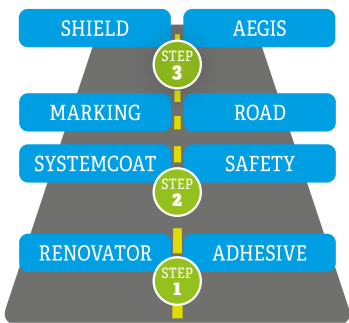 SHIELD AEGIS
STEP
3
MARKING ROAD
SYSTEMCOAT SAFETY
STEP
2
RENOVATOR ADHESIVE
STEP
1